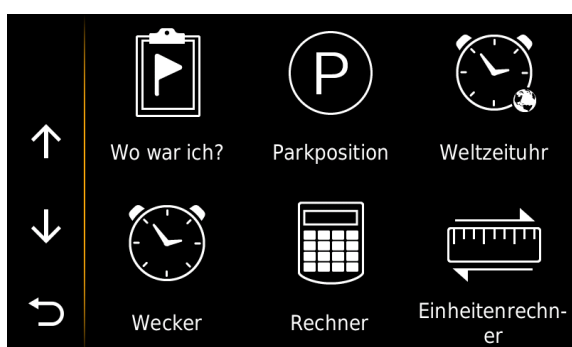 P
Wo war ich?
Parkposition
Weltzeituhr
Wecker
Rechner
Einheitenrechn-
er